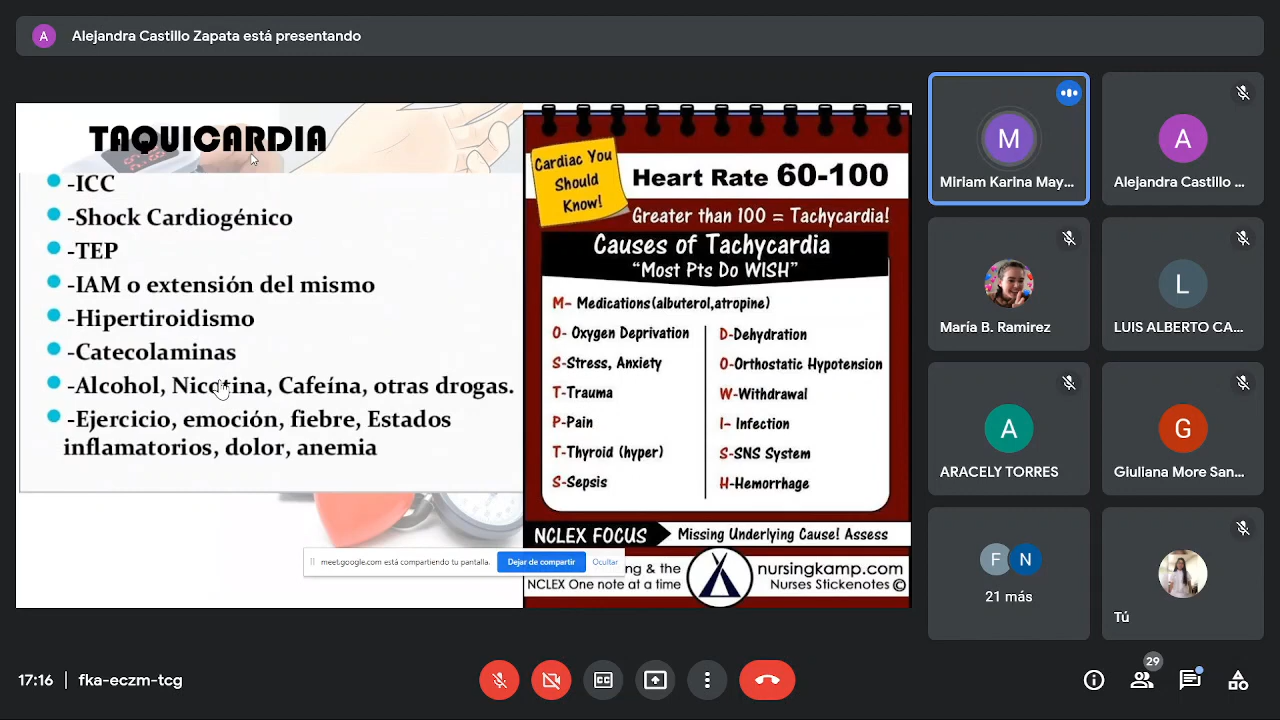 A
Alejandra Castillo Zapata está presentando
TAQUICARDIA
-ICC
-Shock Cardiogénico
-TEP
-IAM o extensión del mismo
-Hipertiroidismo
-Catecolaminas
-Alcohol, Nicotina, Cafeína, otras drogas.
-Ejercicio, emoción, fiebre, Estados
inflamatorios, dolor, anemia
Cardiac You
Should
Know!
Heart Rate 60-100
Greater than 100 = Tachycardia!
Causes of Tachycardia
“Most Pts Do WISH”
M- Medications(albuterol,atropine)
O- Oxygen Deprivation
S-Stress, Anxiety
T-Trauma
P-Pain
T-Thyroid (hyper)
S-Sepsis
D-Dehydration
O-Orthostatic Hypotension
W-Withdrawal
I- Infection
S-SNS System
H-Hemorrhage
NCLEX FOCUS
Missing Underlying Cause! Assess
ng & the
NCLEX One note at a time
nursingkamp.com
Nurses Stickenotes ©
meet.google.com está compartiendo tu pantalla.
Dejar de compartir
Ocultar
M
Miriam Karina May...
A
Alejandra Castillo ...
María B. Ramirez
L
LUIS ALBERTO CA...
A
ARACELY TORRES
G
Giuliana More San...
F N
21 más
Tú
17:16 | fka-eczm-tcg
29